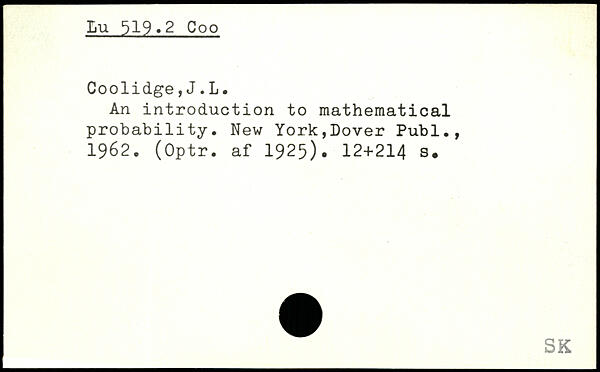 Lu 519.2 Coo
Coolidge,J.L.
An introduction to mathematical
probability. New York,Dover Publ.,
1962. (Optr. af 1925). 12+214 s.
SK